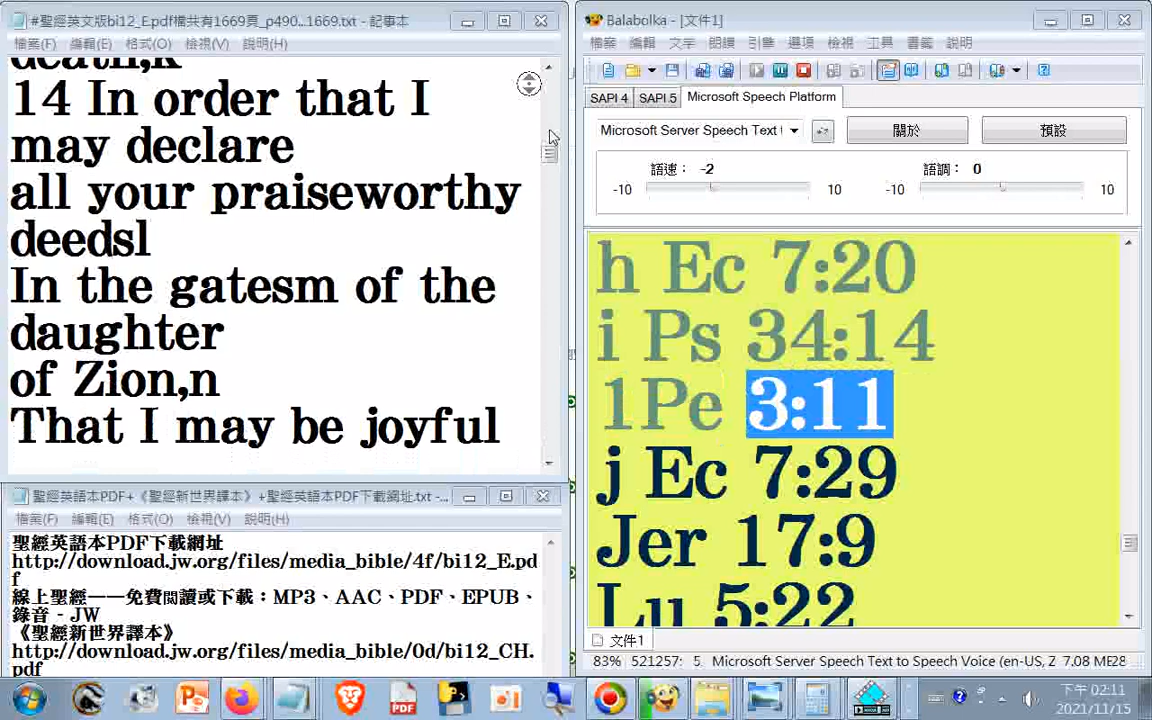 #聖經英文版bi12_E.pdf檔共有1669頁_p490...1669.txt - 記事本
檔案(F) 編輯(E) 格式(O) 檢視(V) 說明(H)
death,k
14 In order that I
may declare
all your praiseworthy
deedsl
In the gatesm of the
daughter
of Zion,n
That I may be joyful
聖經英語本PDF+《聖經新世界譯本》+聖經英語本PDF下載網址.txt - ...
檔案(F) 編輯(E) 格式(O) 檢視(V) 說明(H)
聖經英語本PDF下載網址
http://download.jw.org/files/media_bible/4f/bi12_E.pd
f
線上聖經——免費閱讀或下載：MP3、AAC、PDF、EPUB、
錄音 - JW
《聖經新世界譯本》
http://download.jw.org/files/media_bible/0d/bi12_CH.
pdf
Balabolka - [文件1]
檔案 編輯 文字 朗讀 引擎 選項 檢視 工具 書籤 說明
SAPI 4 SAPI 5 Microsoft Speech Platform
Microsoft Server Speech Text 關於 預設
語速： -2 語調： 0
-10 10 -10 10
h Ec 7:20
i Ps 34:14
1Pe 3:11
j Ec 7:29
Jer 17:9
Lu 5:22
文件1
83% 521257: 5 Microsoft Server Speech Text to Speech Voice (en-US, Z 7.08 ME28
PDF
下午 02:11
2021/11/15